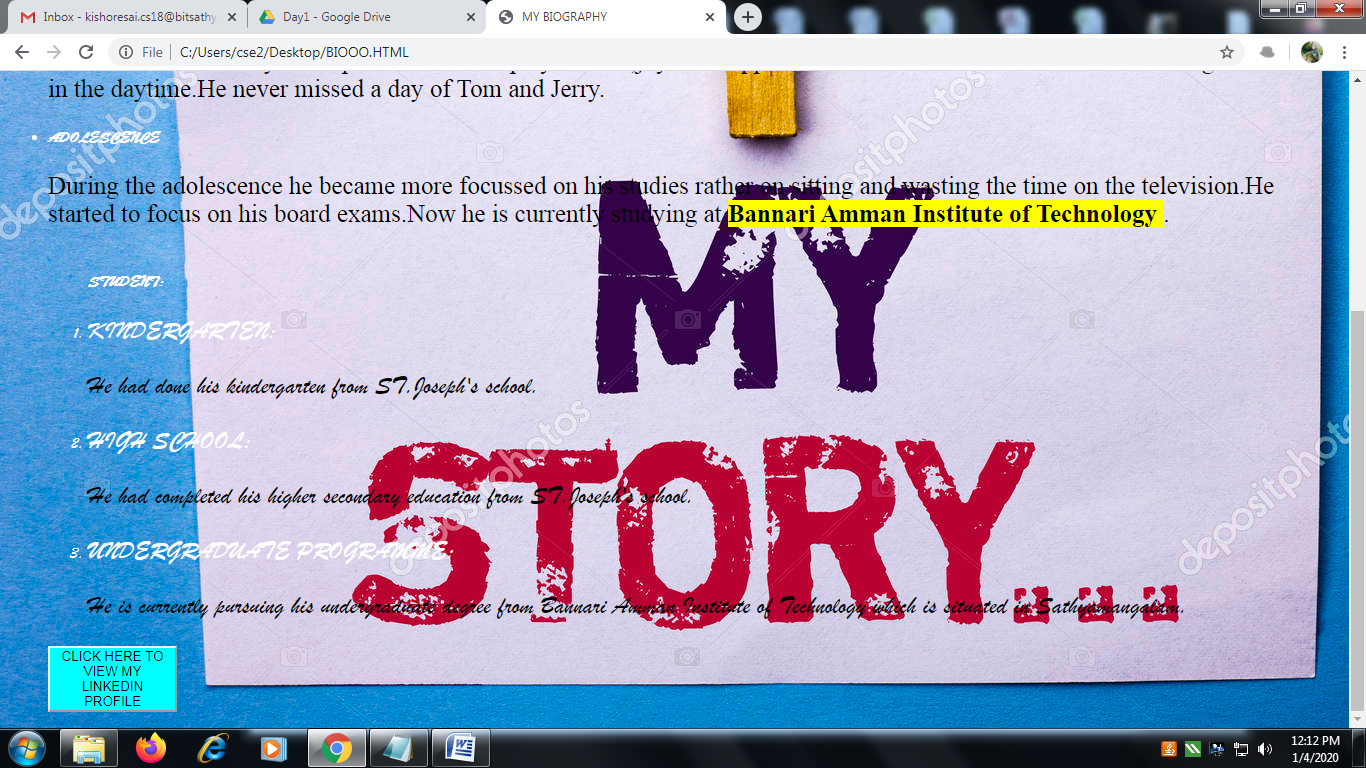 Inbox - kishoresai.cs18@bitsathy
Day1 - Google Drive
MY BIOGRAPHY
File
C:/Users/cse2/Desktop/BIOOO.HTML
in the daytime.He never missed a day of Tom and Jerry.
ADOLESCENCE
During the adolescence he became more focussed on his studies rather on sitting and wasting the time on the television.He
started to focus on his board exams.Now he is currently studying at Bannari Amman Institute of Technology .
STUDENT:
1. KINDERGARTEN:
He had done his kindergarten from ST.Joseph's school.
2. HIGH SCHOOL:
He had completed his higher secondary education from ST.Joseph's school.
3. UNDERGRADUATE PROGRAMME:
He is currently pursuing his undergraduate degree from Bannari Amman Institute of Technology which is situated in Sathyamangalam.
MY
STORY....
CLICK HERE TO
VIEW MY
LINKEDIN
PROFILE
depositphotos
depositphotos
depositphotos
depositphotos
depositphotos
12:12 PM
1/4/2020